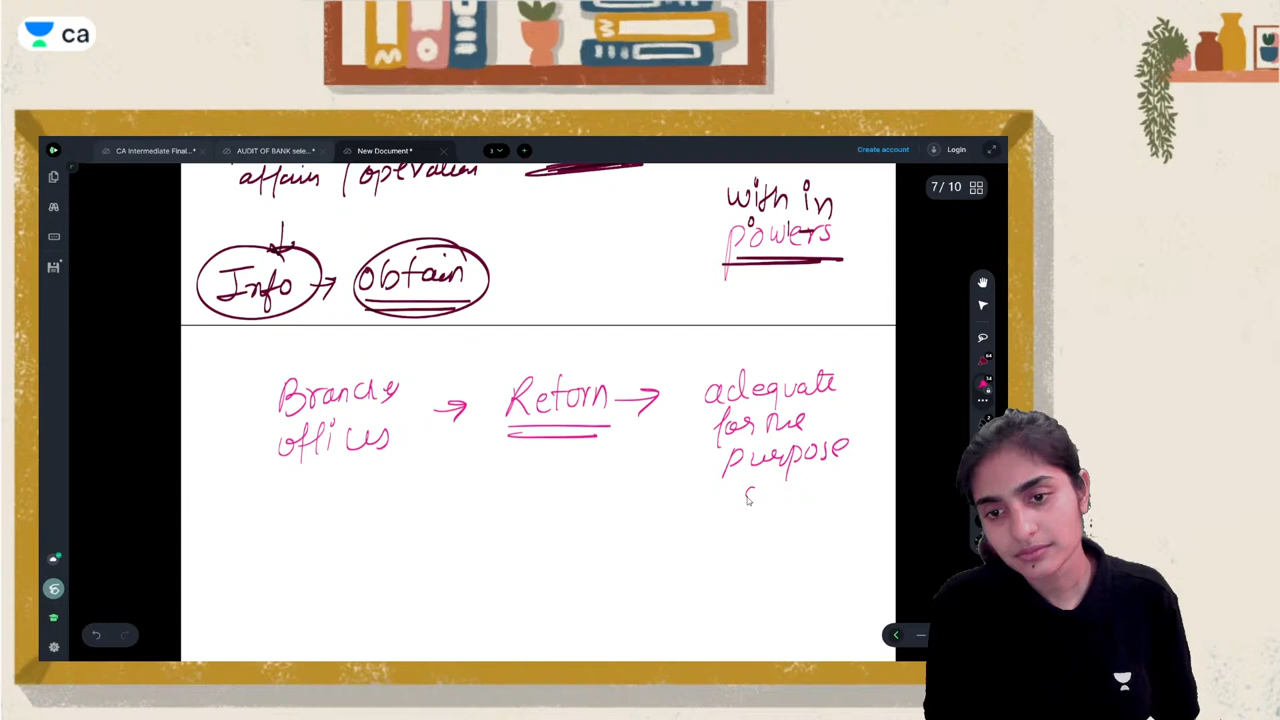 ca
CA Intermediate Final...*
AUDIT OF BANK sele...*
New Document*
Create account
Login
7 / 10
affairs / operation
with in
powers
Info → obtain
Branch offices → Return → adequate
for the
purpose